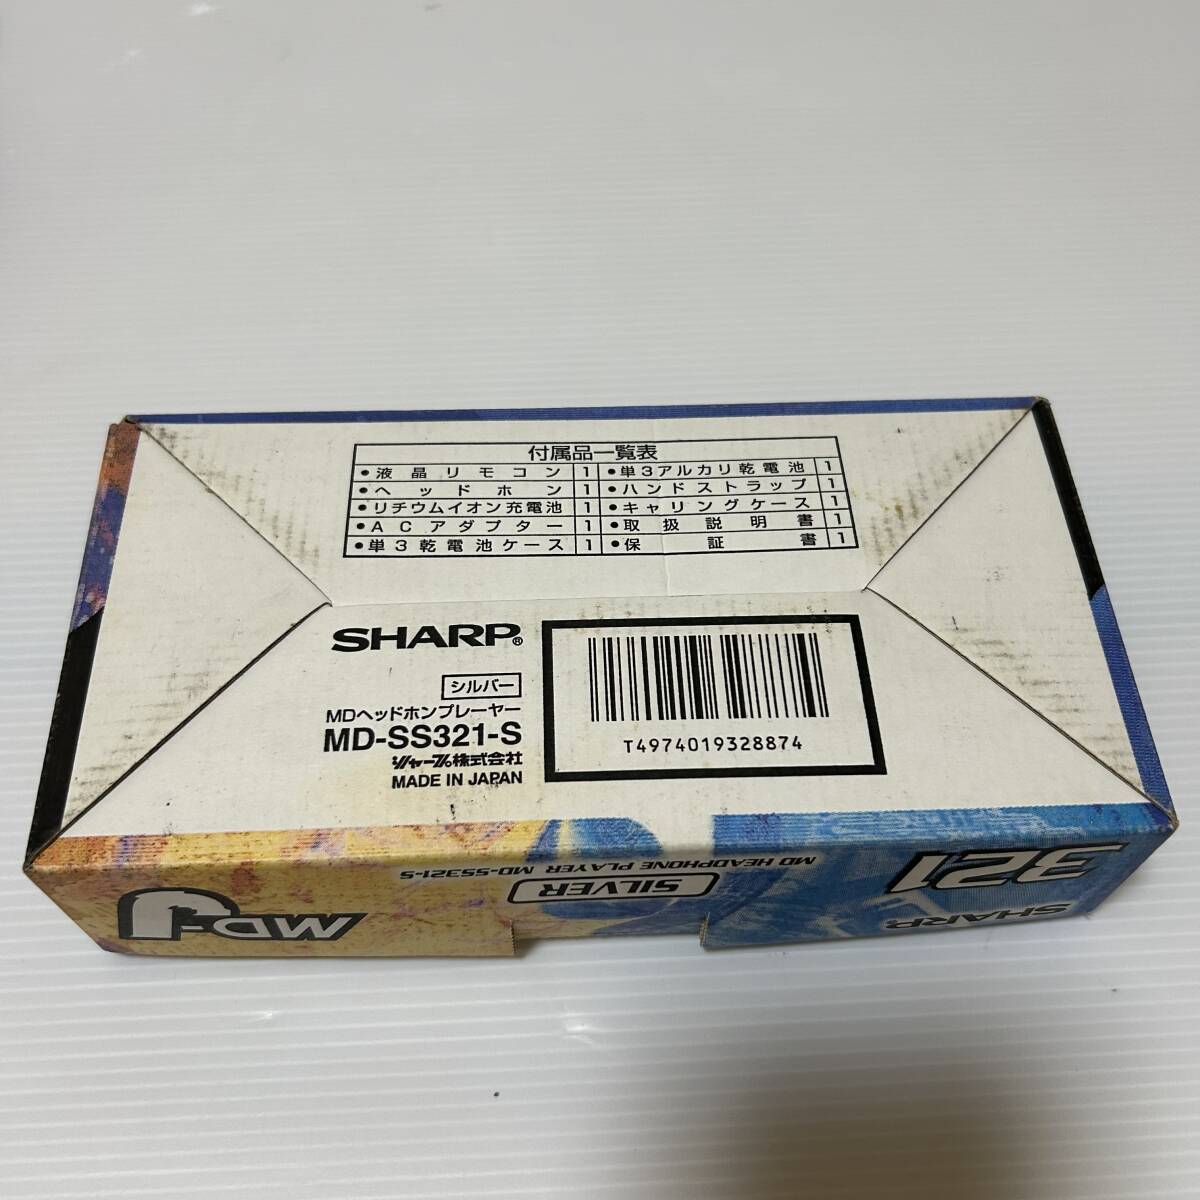 付属品一覧表
●液晶リモコン 1 ●単3アルカリ乾電池 1
●ヘッドホン 1 ●ハンドストラップ 1
●リチウムイオン充電池 1 ●キャリングケース 1
●ACアダプター 1 ●取扱説明書 1
●単3乾電池ケース 1 ●保証書 1
SHARP®
シルバー
MDヘッドホンプレーヤー
MD-SS321-S
シャープ株式会社
MADE IN JAPAN
T4974019328874
321
SHARP®
MD HEADPHONE PLAYER MD-SS321-S
SILVER
MD-J